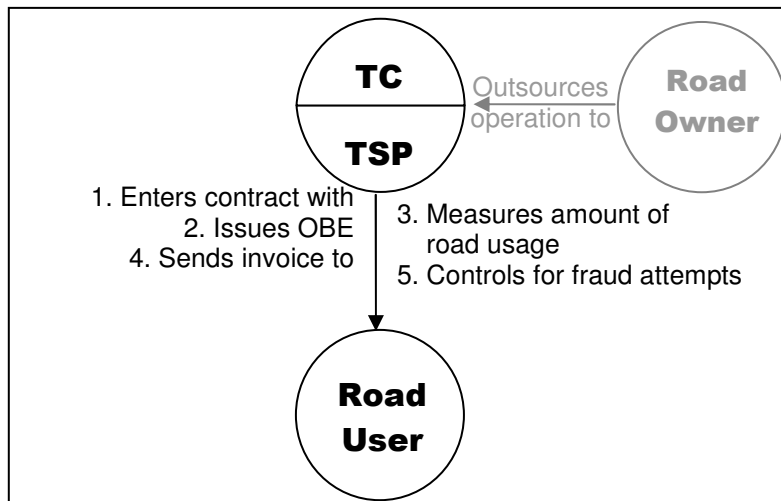 TC
TSP
Outsources
operation to
Road
Owner
1. Enters contract with
2. Issues OBE
4. Sends invoice to
3. Measures amount of
road usage
5. Controls for fraud attempts
Road
User